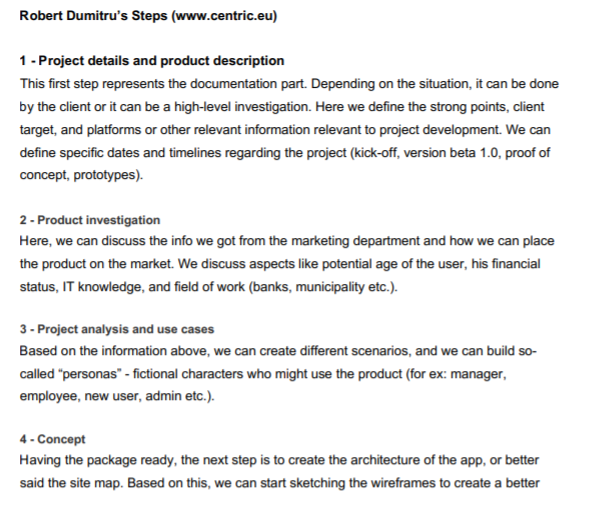 Robert Dumitru's Steps (www.centric.eu)
1 - Project details and product description
This first step represents the documentation part. Depending on the situation, it can be done
by the client or it can be a high-level investigation. Here we define the strong points, client
target, and platforms or other relevant information relevant to project development. We can
define specific dates and timelines regarding the project (kick-off, version beta 1.0, proof of
concept, prototypes).
2 - Product investigation
Here, we can discuss the info we got from the marketing department and how we can place
the product on the market. We discuss aspects like potential age of the user, his financial
status, IT knowledge, and field of work (banks, municipality etc.).
3 - Project analysis and use cases
Based on the information above, we can create different scenarios, and we can build so-
called “personas” - fictional characters who might use the product (for ex: manager,
employee, new user, admin etc.).
4 - Concept
Having the package ready, the next step is to create the architecture of the app, or better
said the site map. Based on this, we can start sketching the wireframes to create a better